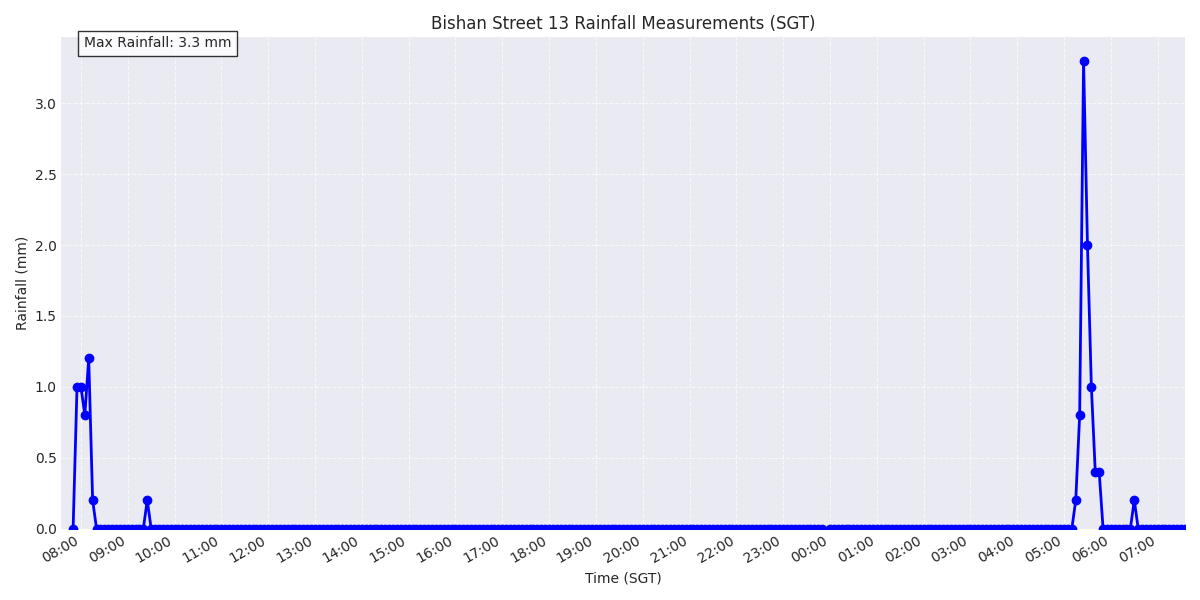 Bishan Street 13 Rainfall Measurements (SGT)
Max Rainfall: 3.3 mm
Rainfall (mm)
3.0
2.5
2.0
1.5
1.0
0.5
0.0
08:00 09:00 10:00 11:00 12:00 13:00 14:00 15:00 16:00 17:00 18:00 19:00 20:00 21:00 22:00 23:00 00:00 01:00 02:00 03:00 04:00 05:00 06:00 07:00
Time (SGT)